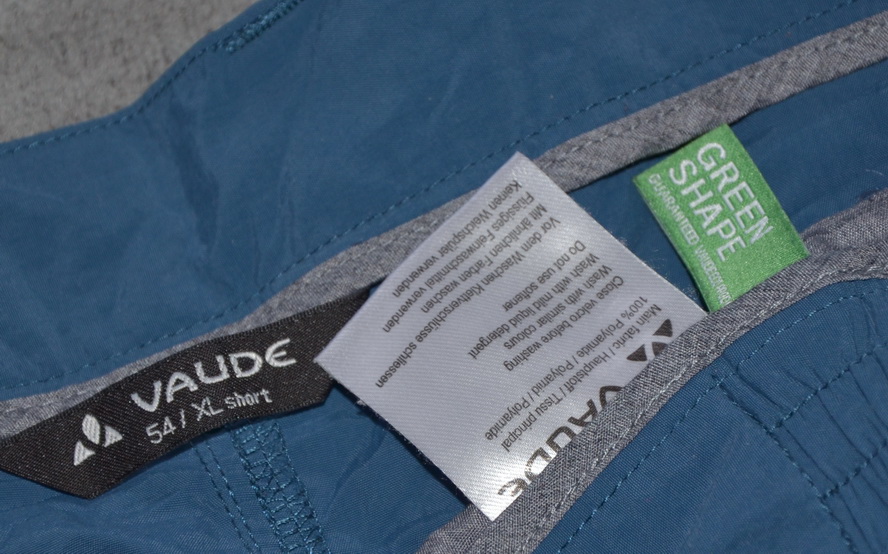 VAUDE
54 / XL short
VAUDE
Main fabric / Hauptstoff / Tissu principal
100% Polyamide / Polyamid / Polyamide
Close velcro before washing
Wash with similar colours
Wash with mild liquid detergent
Do not use softener
Vor dem Waschen Klettverschlüsse schliessen
Mit ähnlichen Farben waschen
Flüssiges Feinwaschmittel verwenden
Keinen Weichspüler verwenden
GREEN
SHAPE
GUARANTEED